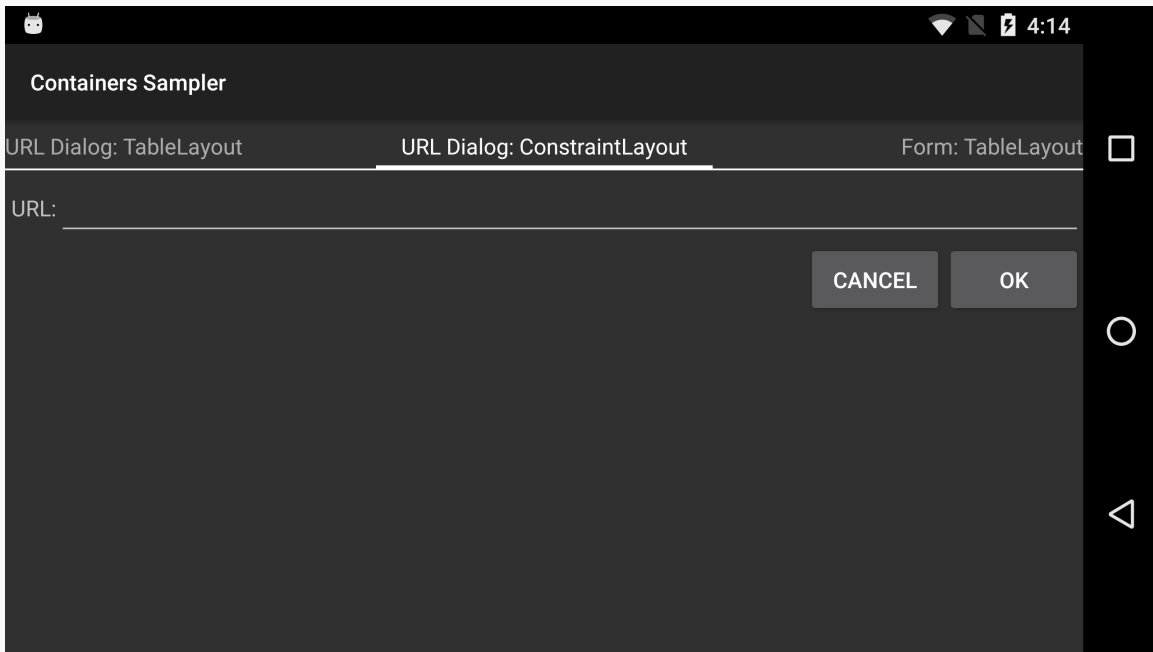 4:14
Containers Sampler
URL Dialog: TableLayout URL Dialog: ConstraintLayout Form: TableLayout
URL:
CANCEL OK